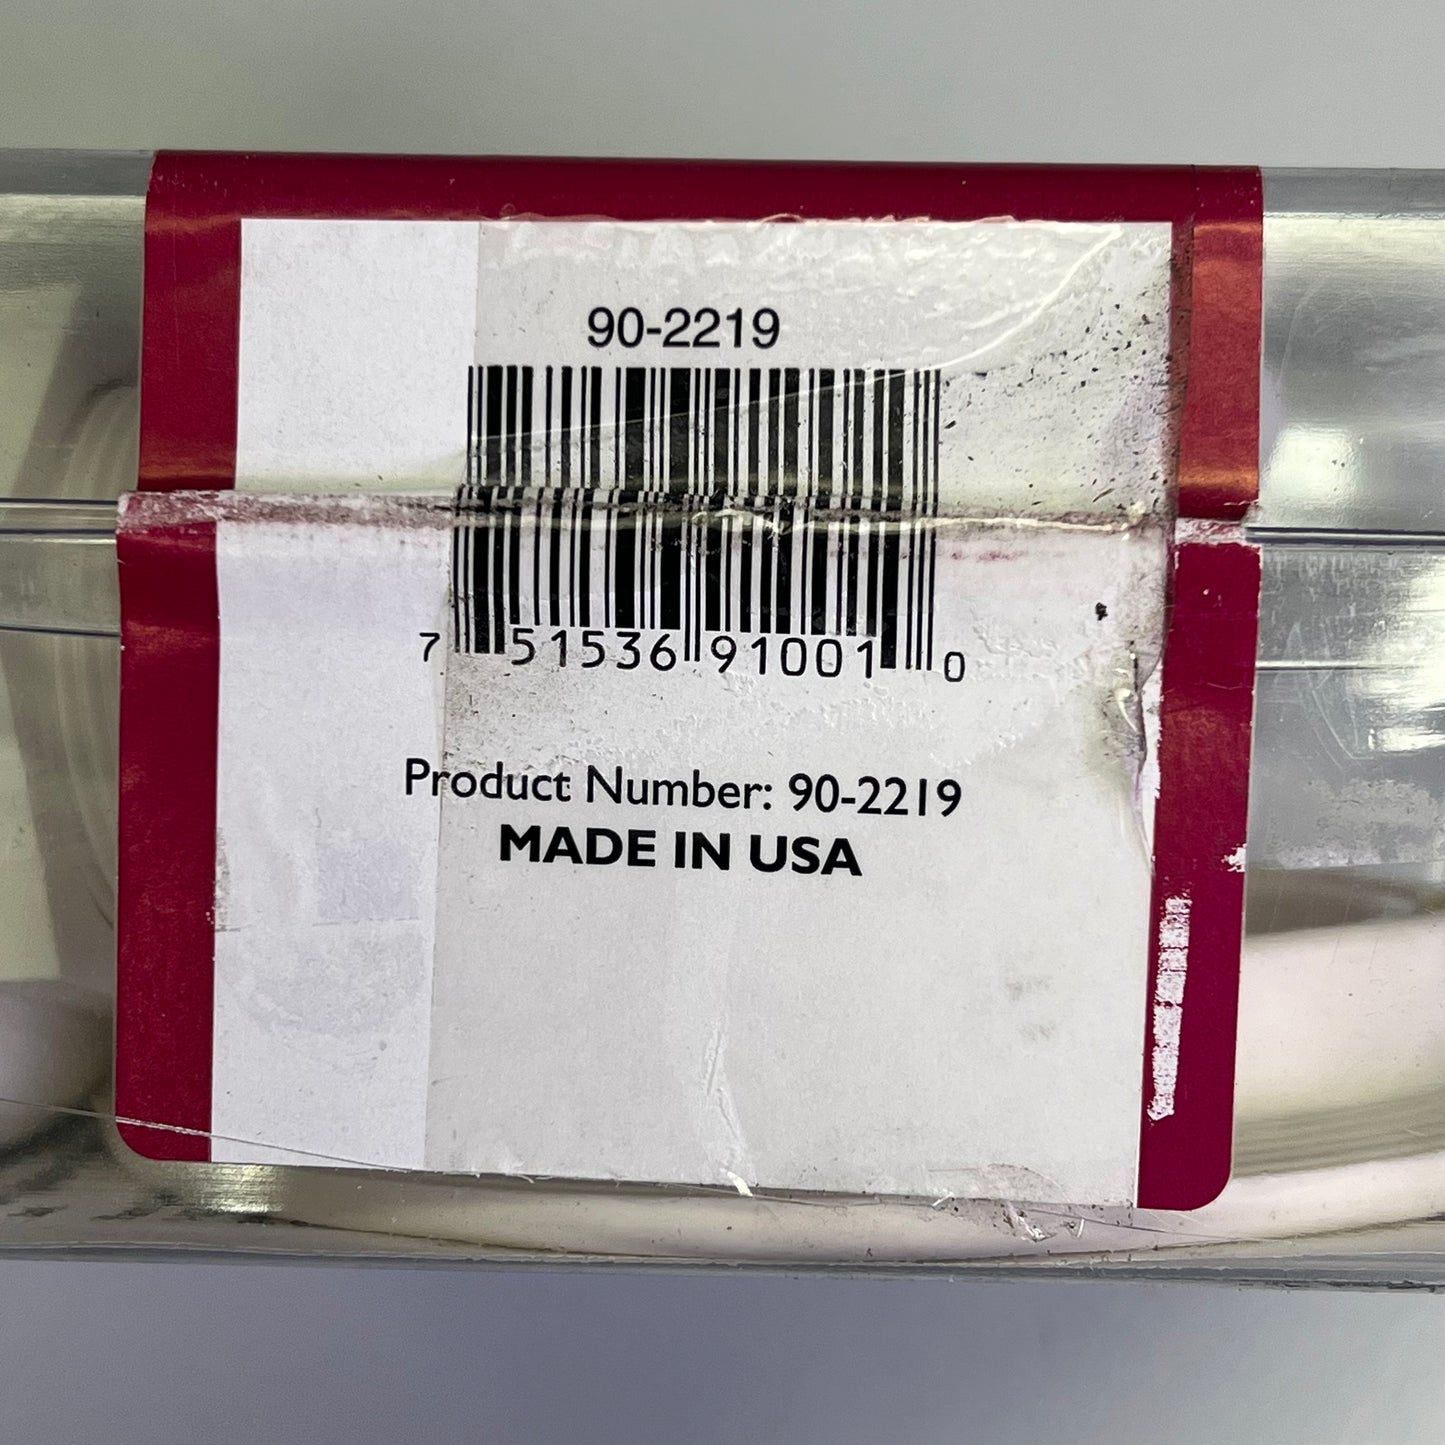 90-2219
7 51536 91001 0
Product Number: 90-2219
MADE IN USA